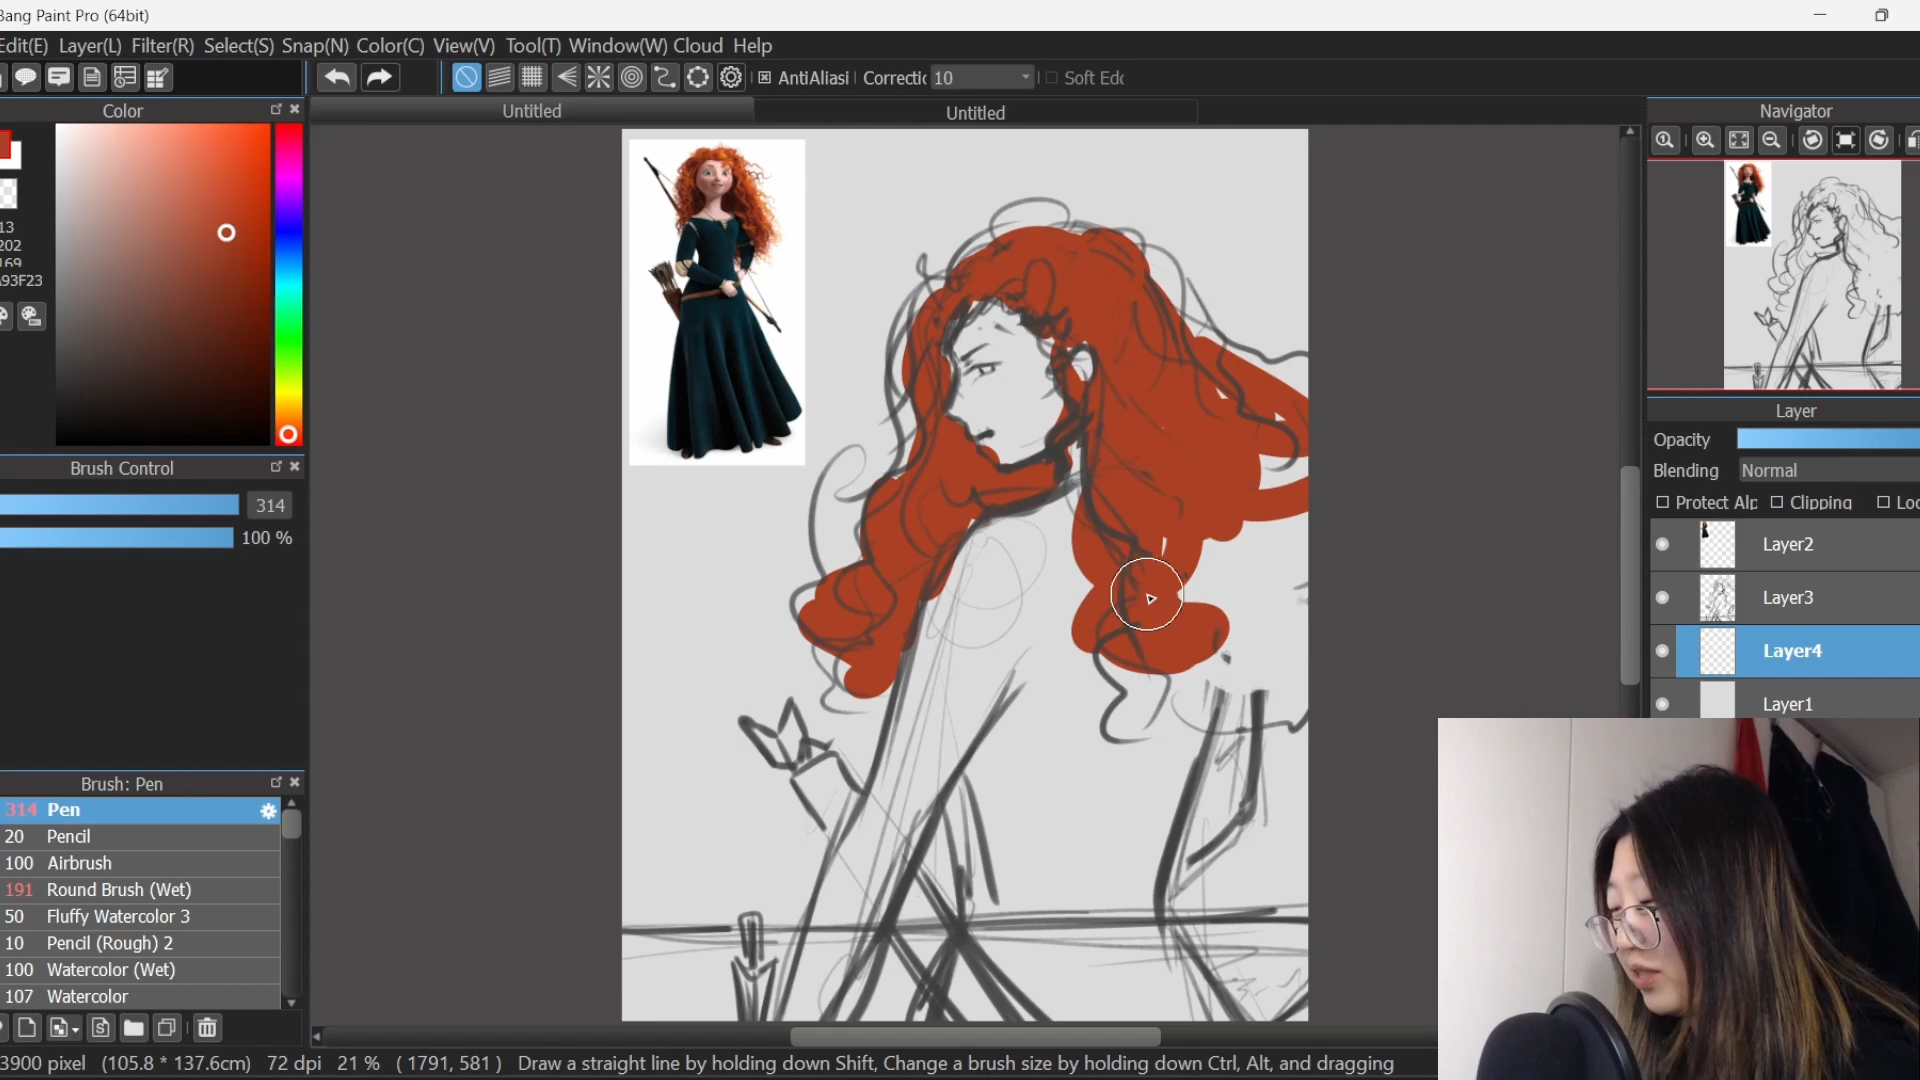 Bang Paint Pro (64bit)
Edit(E) Layer(L) Filter(R) Select(S) Snap(N) Color(C) View(V) Tool(T) Window(W) Cloud Help
AntiAliasi Correctic 10 Soft Edc
Color
Untitled
Untitled
Navigator
13
202
169
A93F23
Layer
Opacity
Blending Normal
Protect Alp Clipping Loc
Brush Control
314
100 %
Layer2
Layer3
Layer4
Layer1
Brush: Pen
314 Pen
20 Pencil
100 Airbrush
191 Round Brush (Wet)
50 Fluffy Watercolor 3
10 Pencil (Rough) 2
100 Watercolor (Wet)
107 Watercolor
3900 pixel (105.8 * 137.6cm) 72 dpi 21 % ( 1791, 581 ) Draw a straight line by holding down Shift, Change a brush size by holding down Ctrl, Alt, and dragging